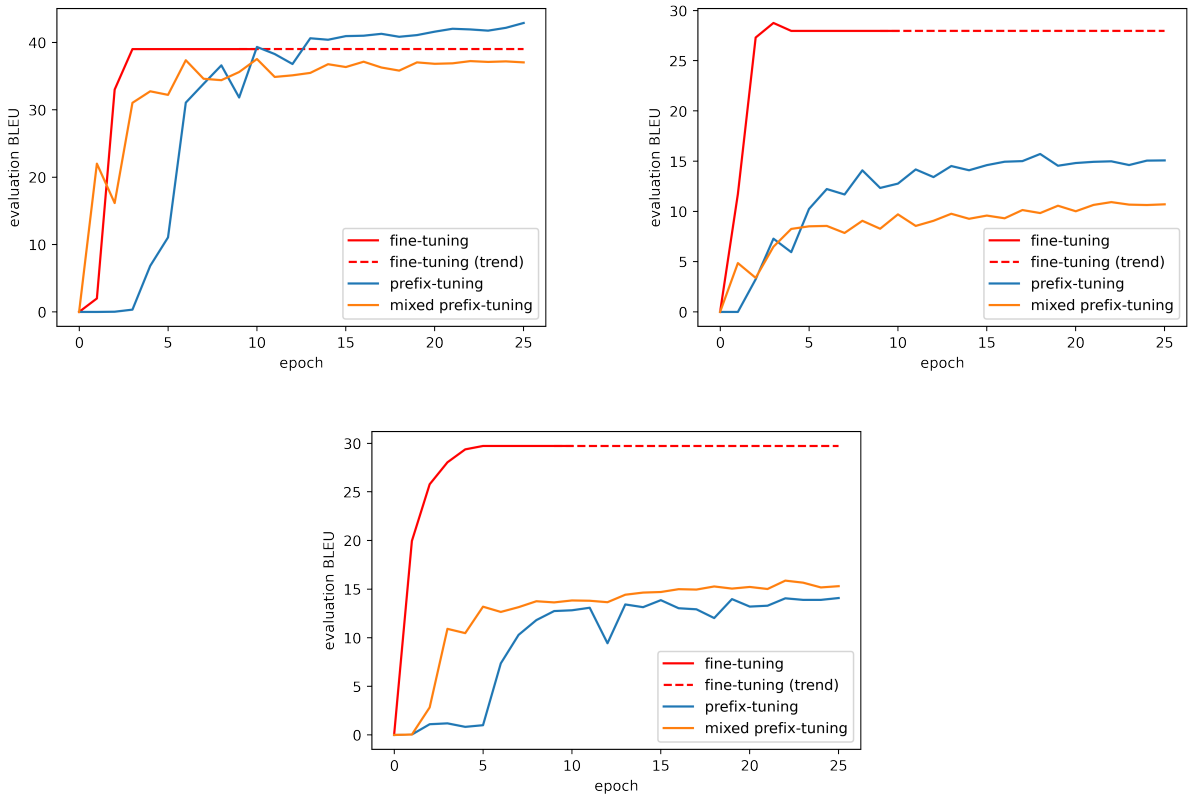 40
30
20
10
0
evaluation BLEU
0 5 10 15 20 25
epoch
fine-tuning
fine-tuning (trend)
prefix-tuning
mixed prefix-tuning
30
25
20
15
10
5
0
evaluation BLEU
0 5 10 15 20 25
epoch
fine-tuning
fine-tuning (trend)
prefix-tuning
mixed prefix-tuning
30
25
20
15
10
5
0
evaluation BLEU
0 5 10 15 20 25
epoch
fine-tuning
fine-tuning (trend)
prefix-tuning
mixed prefix-tuning